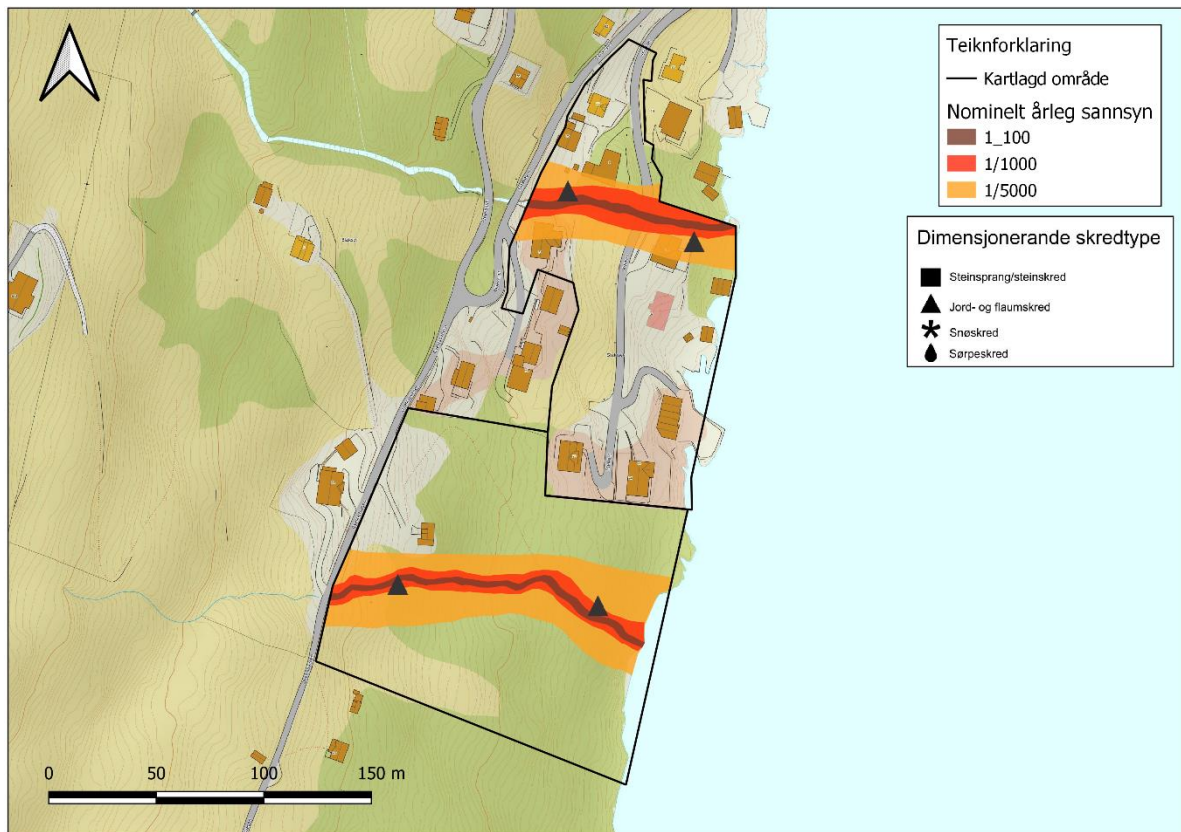 Teiknforklaring
Kartlagd område
Nominelt årleg sannsyn
1_100
1/1000
1/5000
Dimensjonerande skredtype
Steinsprang/steinskred
Jord- og flaumskred
Snøskred
Sørpeskred
0 50 100 150 m